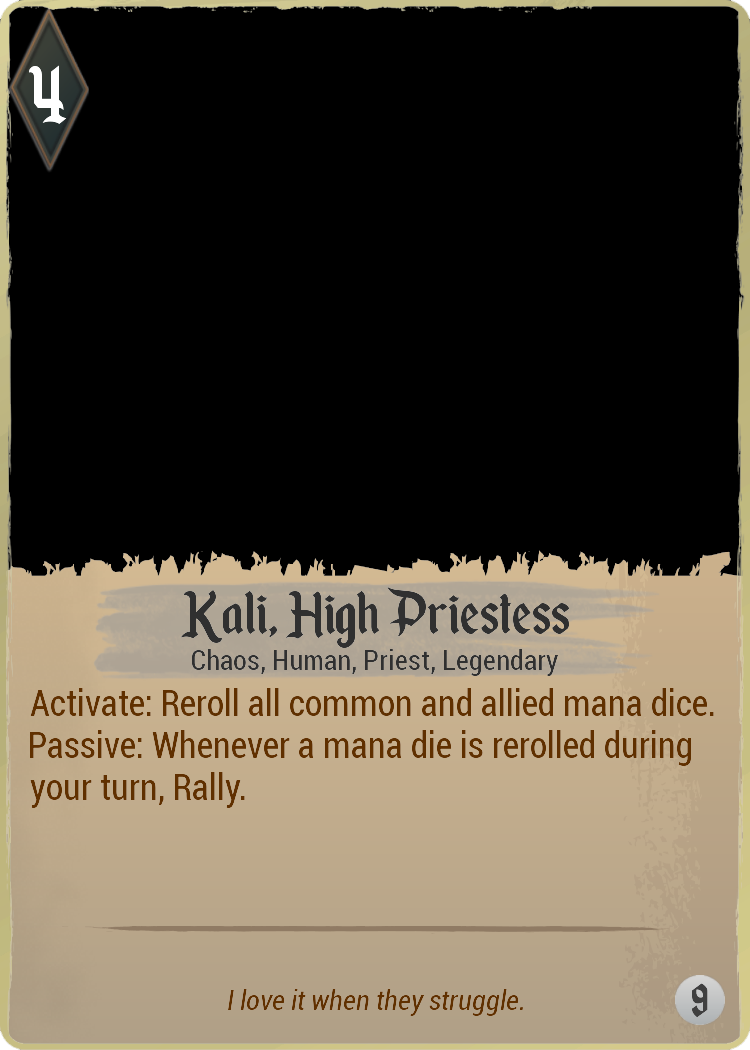 4
Kali, High Priestess
Chaos, Human, Priest, Legendary
Activate: Reroll all common and allied mana dice.
Passive: Whenever a mana die is rerolled during
your turn, Rally.
I love it when they struggle.
9